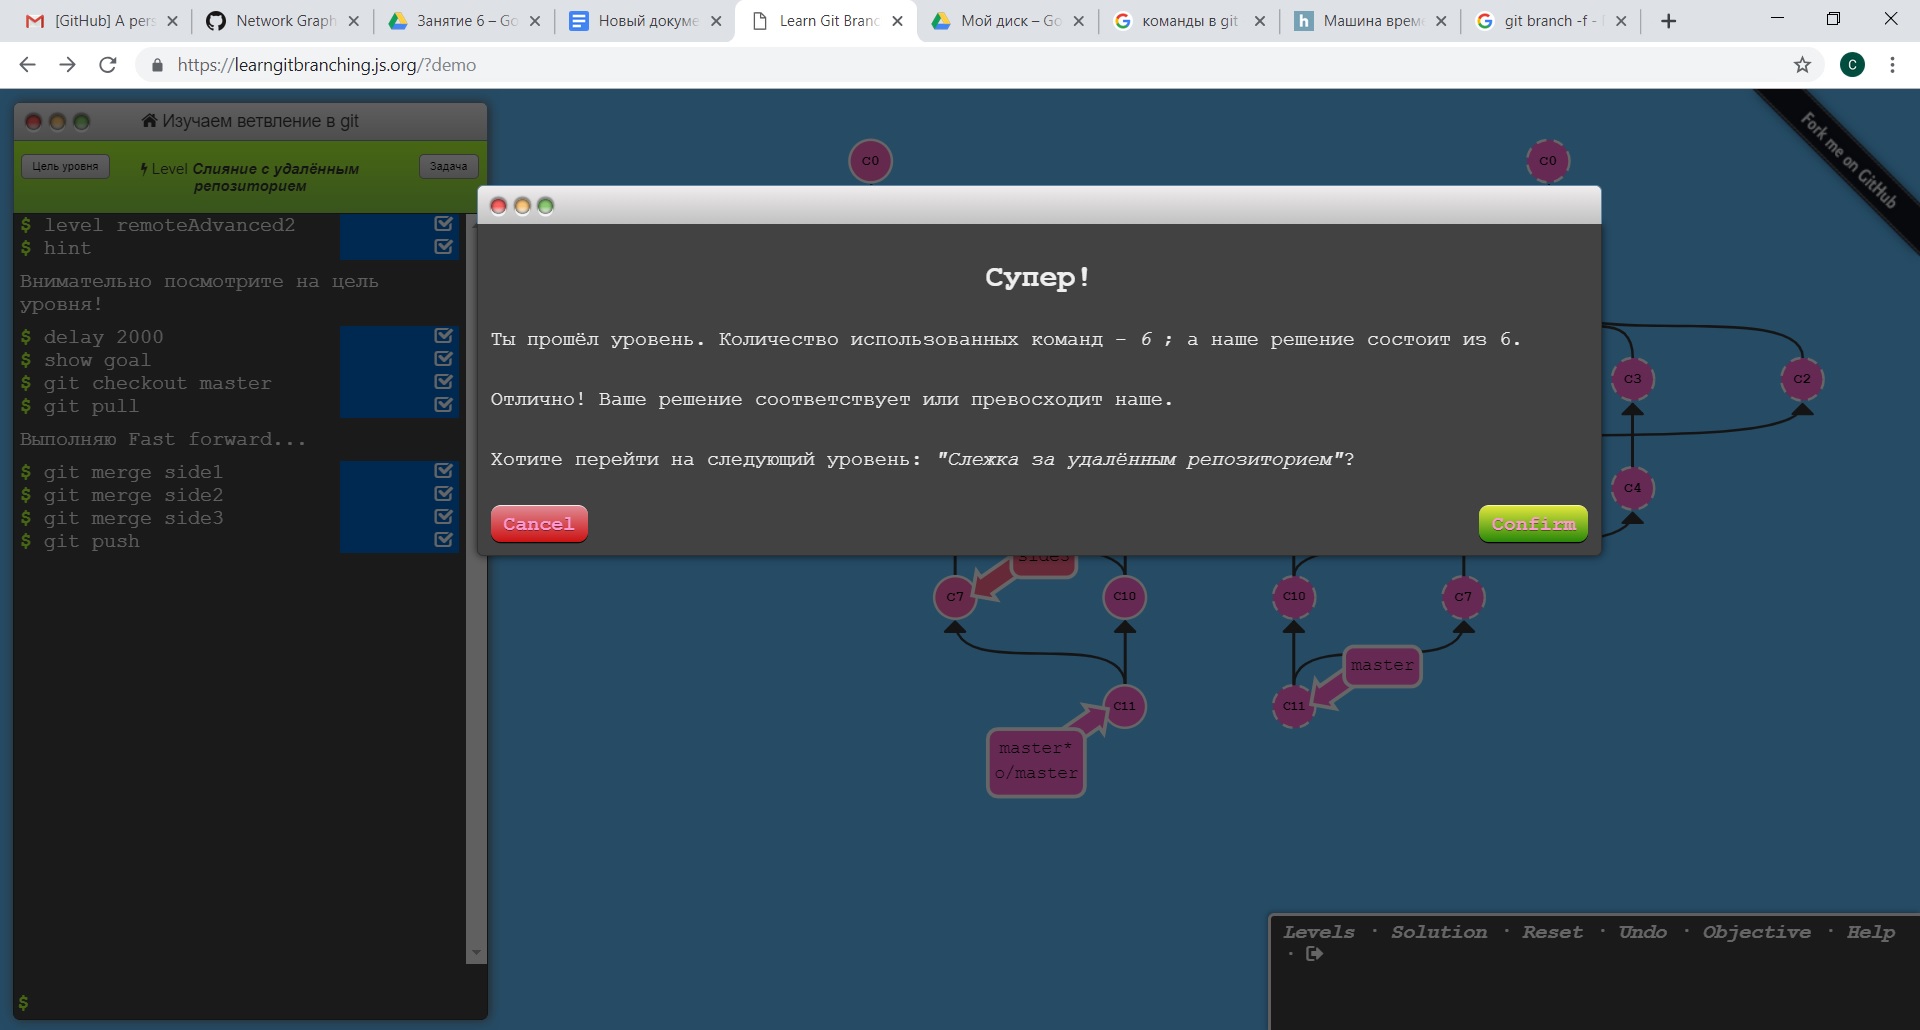 [GitHub] A pers
Network Graph
Занятие 6 – Go
Новый докуме
Learn Git Branc
Мой диск – Go
команды в git
Машина врем
git branch -f -
https://learngitbranching.js.org/?demo
C
Изучаем ветвление в git
Цель уровня
Level Слияние с удалённым
репозиторием
Задача
$ level remoteAdvanced2
$ hint
Внимательно посмотрите на цель
уровня!
$ delay 2000
$ show goal
$ git checkout master
$ git pull
Выполняю Fast forward...
$ git merge side1
$ git merge side2
$ git merge side3
$ git push
$
C0
C0
Fork me on GitHub
Супер!
Ты прошёл уровень. Количество использованных команд – 6 ; а наше решение состоит из 6.
Отлично! Ваше решение соответствует или превосходит наше.
Хотите перейти на следующий уровень: "Слежка за удалённым репозиторием"?
Cancel
Confirm
C3
C2
C4
side3
C7
C10
C10
C7
master
C11
C11
master*
o/master
Levels · Solution · Reset · Undo · Objective · Help
·